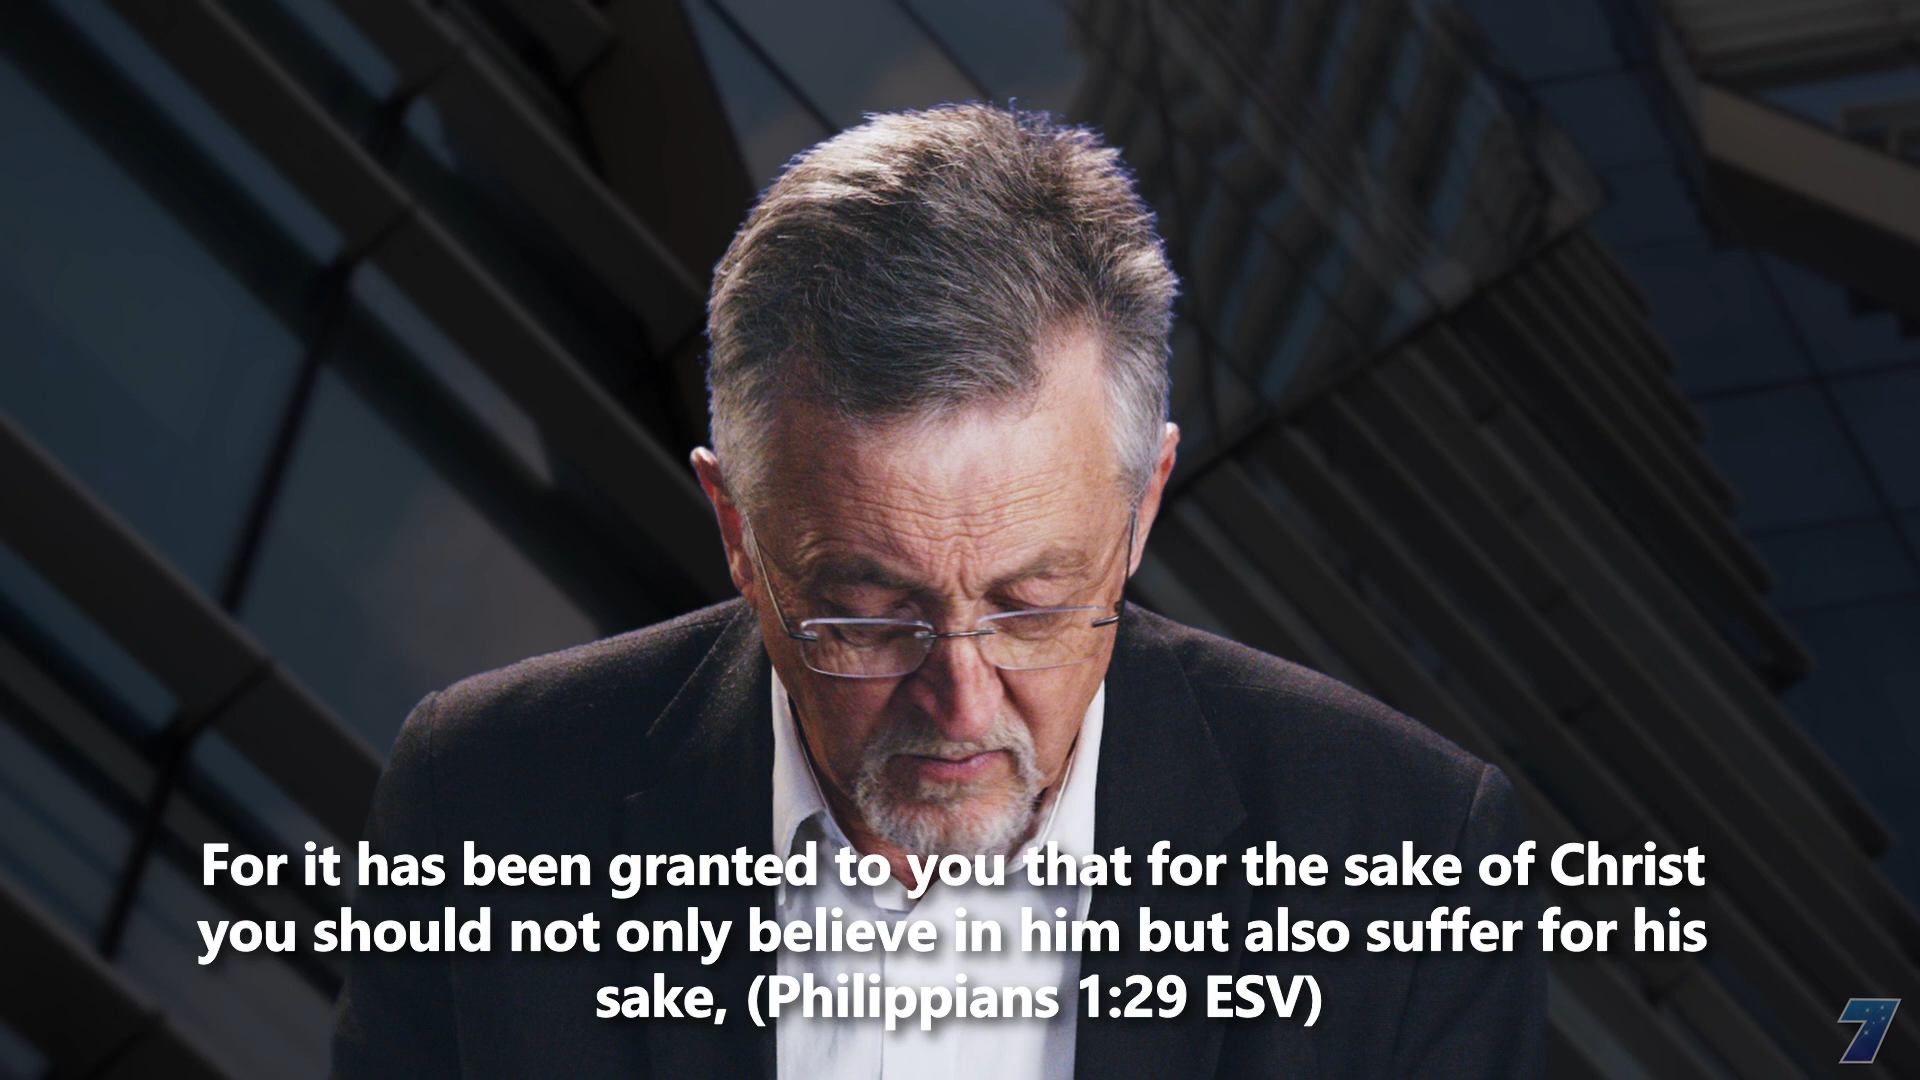 For it has been granted to you that for the sake of Christ
you should not only believe in him but also suffer for his
sake, (Philippians 1:29 ESV)
7